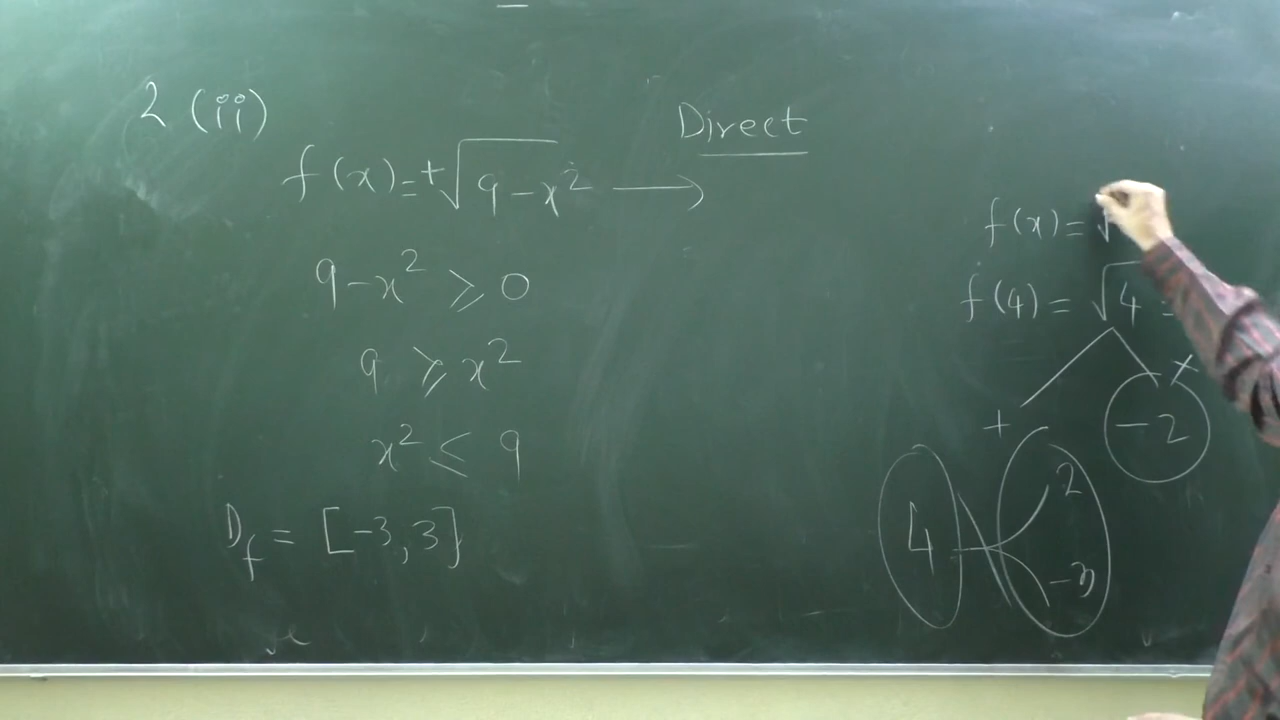 2 (ii)
Direct
f(x)=+√9-x² ⟶
9-x² ⩾ 0
9 ⩾ x²
x² ≤ 9
D_f = [-3,3]
f(x)=√
f(4)= √4 =
+ -2 ×
4 2